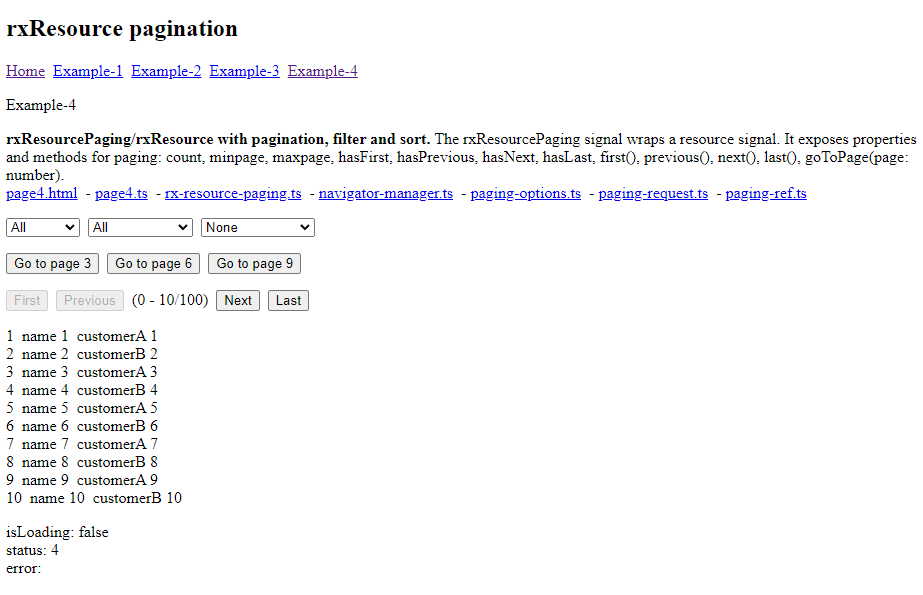 rxResource pagination
Home Example-1 Example-2 Example-3 Example-4
Example-4
rxResourcePaging/rxResource with pagination, filter and sort. The rxResourcePaging signal wraps a resource signal. It exposes properties
and methods for paging: count, minpage, maxpage, hasFirst, hasPrevious, hasNext, hasLast, first(), previous(), next(), last(), goToPage(page:
number).
page4.html - page4.ts - rx-resource-paging.ts - navigator-manager.ts - paging-options.ts - paging-request.ts - paging-ref.ts
All All None
Go to page 3 Go to page 6 Go to page 9
First Previous (0 - 10/100) Next Last
1 name 1 customerA 1
2 name 2 customerB 2
3 name 3 customerA 3
4 name 4 customerB 4
5 name 5 customerA 5
6 name 6 customerB 6
7 name 7 customerA 7
8 name 8 customerB 8
9 name 9 customerA 9
10 name 10 customerB 10
isLoading: false
status: 4
error: